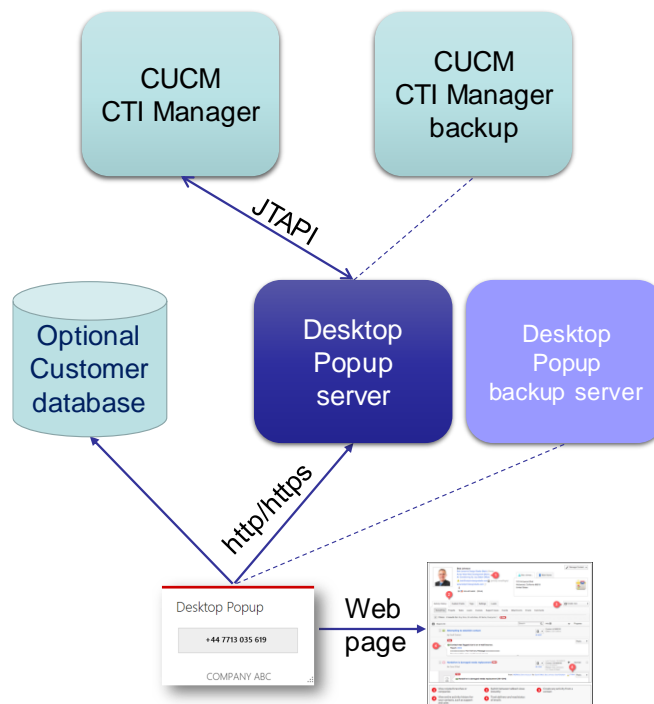 CUCM
CTI Manager
CUCM
CTI Manager
backup
JTAPI
Optional
Customer
database
Desktop
Popup
server
Desktop
Popup
backup server
http/https
Desktop Popup
+44 7713 035 619
COMPANY ABC
Web
page